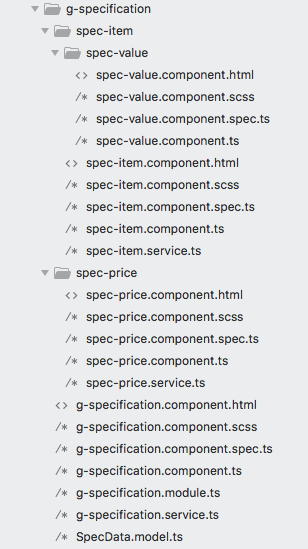 g-specification
spec-item
spec-value
<> spec-value.component.html
/* spec-value.component.scss
/* spec-value.component.spec.ts
/* spec-value.component.ts
<> spec-item.component.html
/* spec-item.component.scss
/* spec-item.component.spec.ts
/* spec-item.component.ts
/* spec-item.service.ts
spec-price
<> spec-price.component.html
/* spec-price.component.scss
/* spec-price.component.spec.ts
/* spec-price.component.ts
/* spec-price.service.ts
<> g-specification.component.html
/* g-specification.component.scss
/* g-specification.component.spec.ts
/* g-specification.component.ts
/* g-specification.module.ts
/* g-specification.service.ts
/* SpecData.model.ts